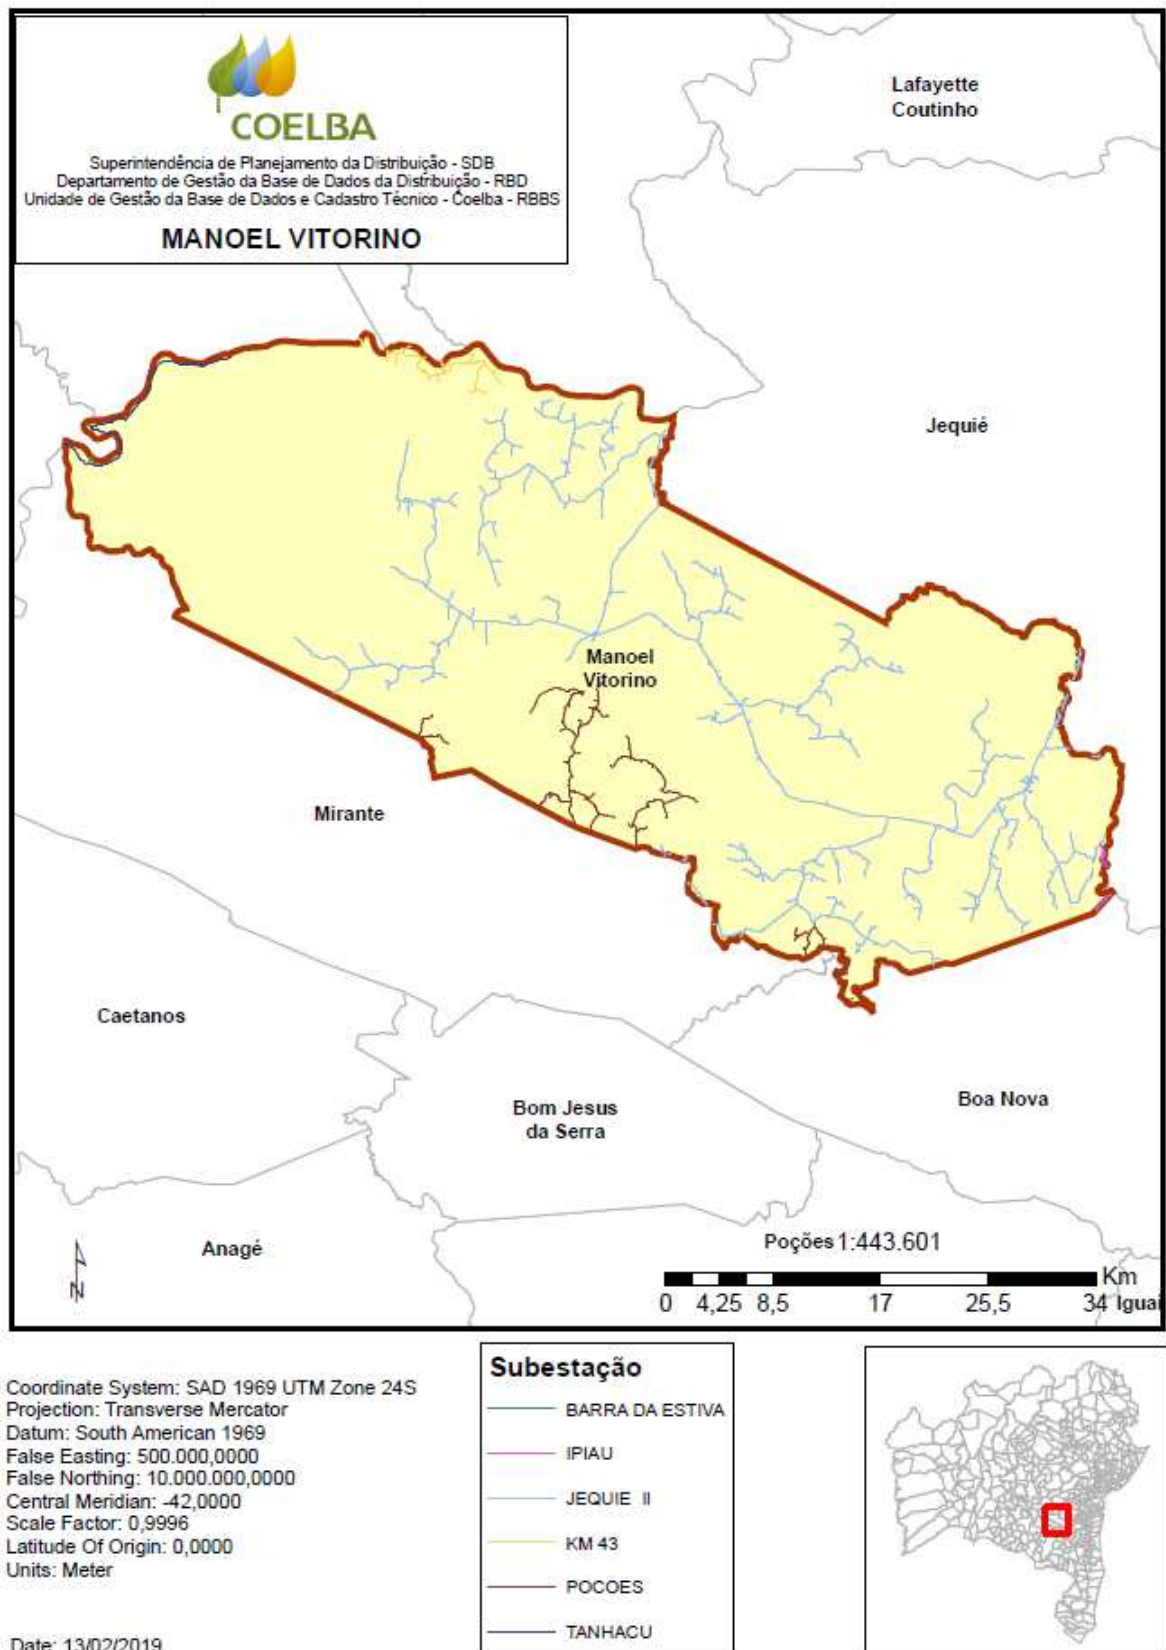 COELBA
Superintendência de Planejamento da Distribuição - SDB
Departamento de Gestão da Base de Dados da Distribuição - RBD
Unidade de Gestão da Base de Dados e Cadastro Técnico - Coelba - RBBS
MANOEL VITORINO
Lafayette
Coutinho
Jequié
Manoel
Vitorino
Mirante
Caetanos
Bom Jesus
da Serra
Boa Nova
Anagé
Poções 1:443.601
Km
0 4,25 8,5 17 25,5 34 Iguai
N
Coordinate System: SAD 1969 UTM Zone 24S
Projection: Transverse Mercator
Datum: South American 1969
False Easting: 500.000,0000
False Northing: 10.000.000,0000
Central Meridian: -42,0000
Scale Factor: 0,9996
Latitude Of Origin: 0,0000
Units: Meter
Date: 13/02/2019
Subestação
BARRA DA ESTIVA
IPIAU
JEQUIE II
KM 43
POCOES
TANHACU